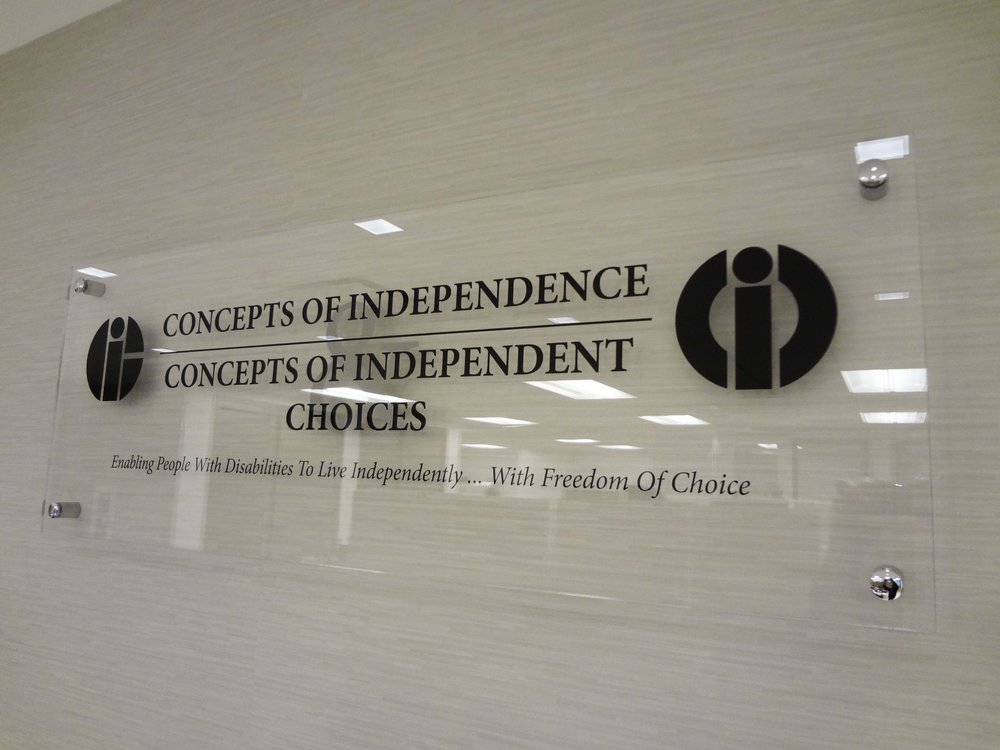 CONCEPTS OF INDEPENDENCE
CONCEPTS OF INDEPENDENT
CHOICES
Enabling People With Disabilities To Live Independently ... With Freedom Of Choice